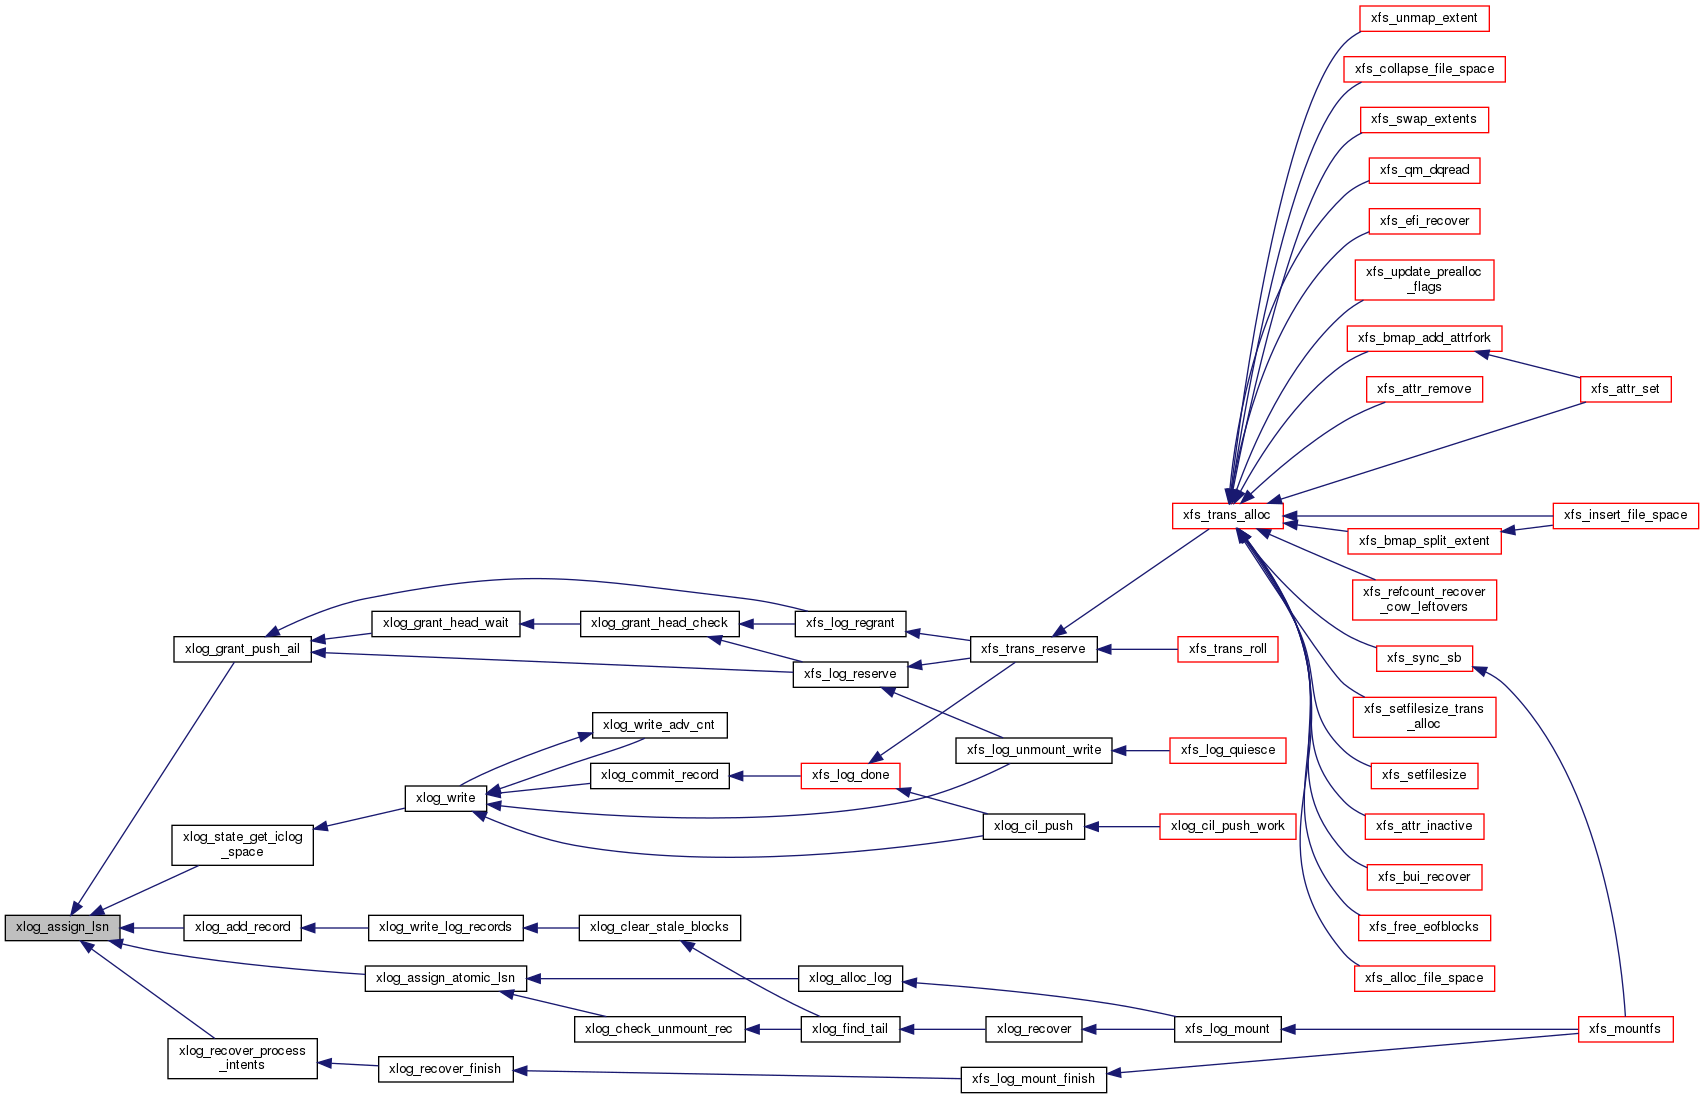 xfs_unmap_extent
xfs_collapse_file_space
xfs_swap_extents
xfs_qm_dqread
xfs_efi_recover
xfs_update_prealloc
_flags
xfs_bmap_add_attrfork
xfs_attr_remove
xfs_attr_set
xfs_trans_alloc
xfs_insert_file_space
xfs_bmap_split_extent
xfs_refcount_recover
_cow_leftovers
xlog_grant_head_wait
xlog_grant_head_check
xfs_log_regrant
xlog_grant_push_ail
xfs_trans_reserve
xfs_trans_roll
xfs_sync_sb
xfs_log_reserve
xfs_setfilesize_trans
_alloc
xlog_write_adv_cnt
xfs_log_unmount_write
xfs_log_quiesce
xlog_commit_record
xfs_log_done
xfs_setfilesize
xlog_write
xlog_cil_push
xlog_cil_push_work
xfs_attr_inactive
xlog_state_get_iclog
_space
xfs_bui_recover
xlog_assign_lsn
xlog_add_record
xlog_write_log_records
xlog_clear_stale_blocks
xfs_free_eofblocks
xlog_assign_atomic_lsn
xlog_alloc_log
xfs_alloc_file_space
xlog_check_unmount_rec
xlog_find_tail
xlog_recover
xfs_log_mount
xfs_mountfs
xlog_recover_process
_intents
xlog_recover_finish
xfs_log_mount_finish